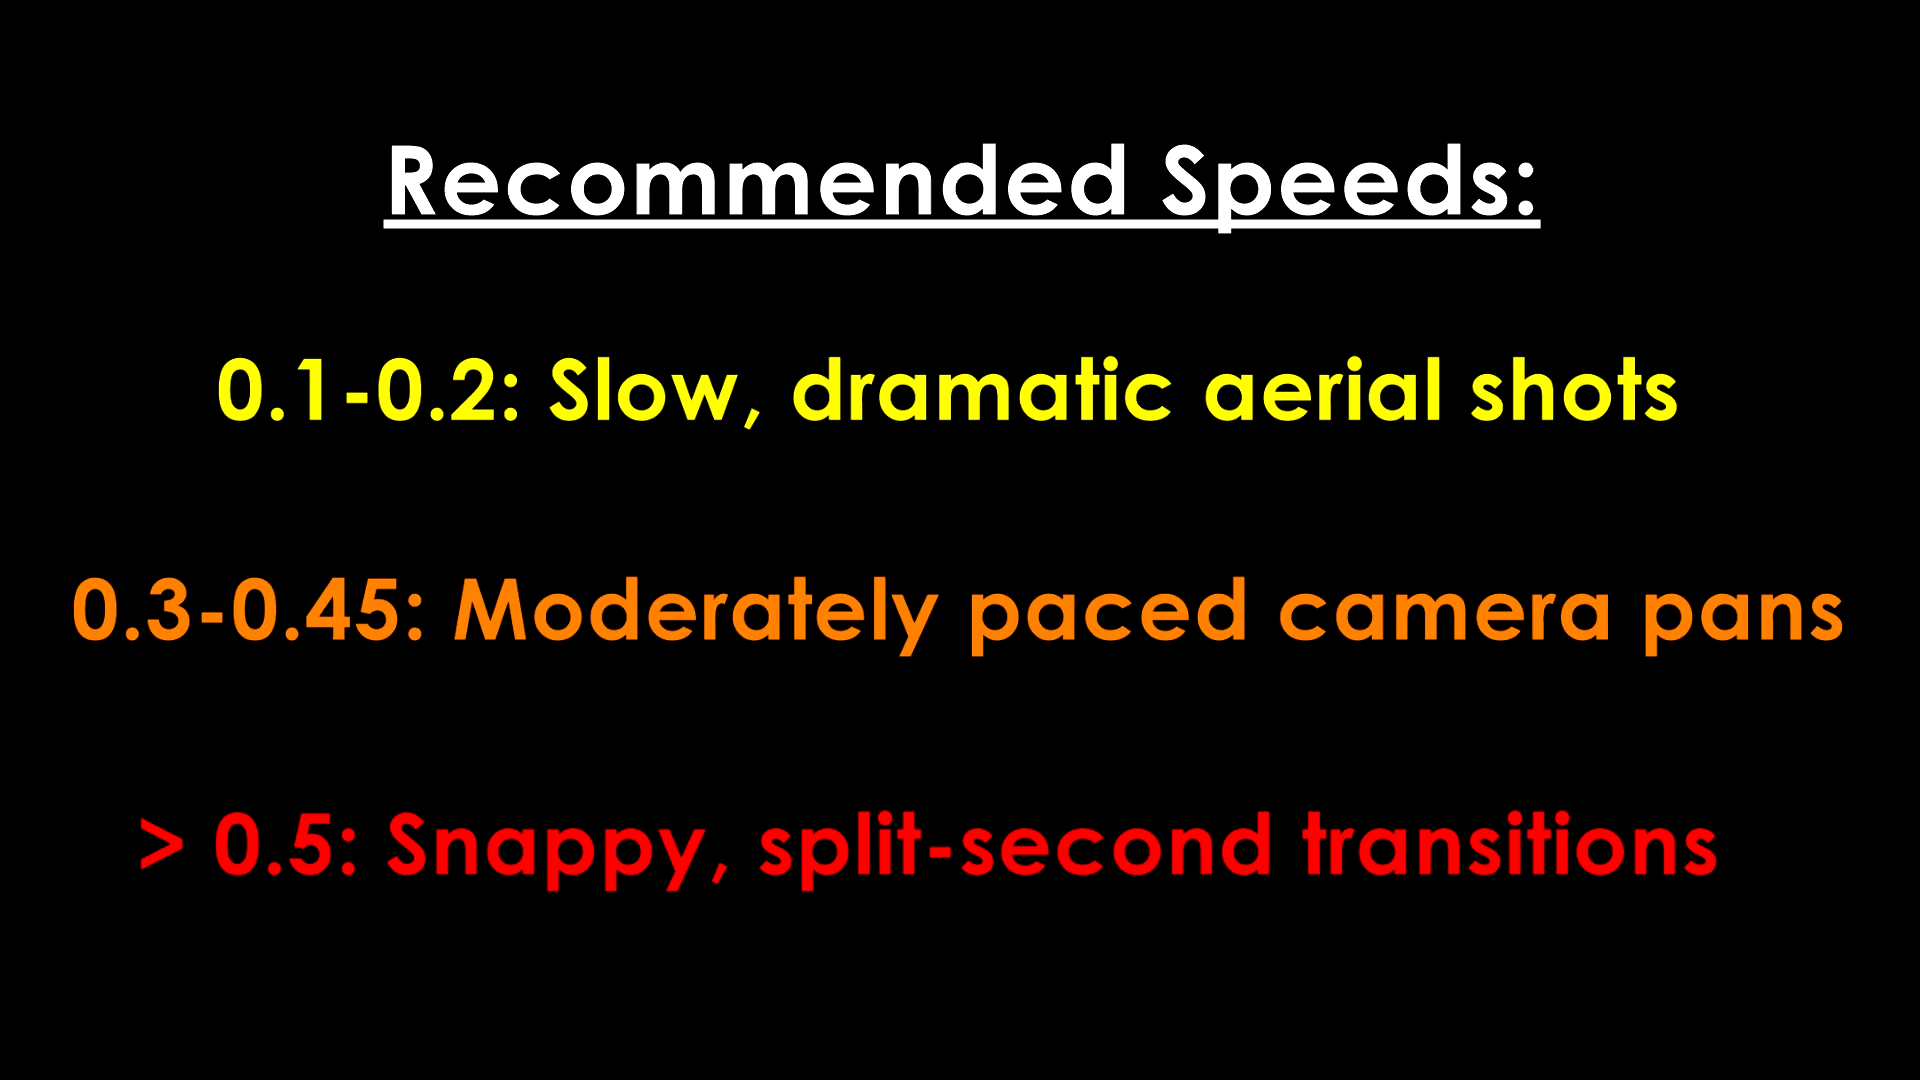 Recommended Speeds:
0.1-0.2: Slow, dramatic aerial shots
0.3-0.45: Moderately paced camera pans
> 0.5: Snappy, split-second transitions